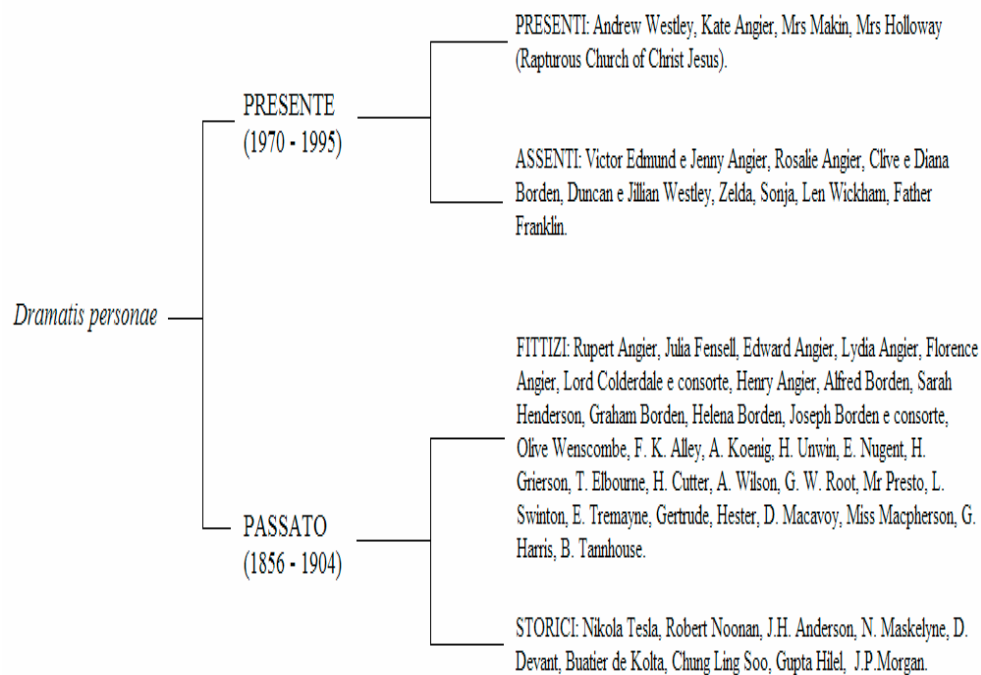 PRESENTI: Andrew Westley, Kate Angier, Mrs Makin, Mrs Holloway
(Rapturous Church of Christ Jesus).
PRESENTE
(1970 - 1995)
ASSENTI: Victor Edmund e Jenny Angier, Rosalie Angier, Clive e Diana
Borden, Duncan e Jillian Westley, Zelda, Sonja, Len Wickham, Father
Franklin.
Dramatis personae
FITTIZI: Rupert Angier, Julia Fensell, Edward Angier, Lydia Angier, Florence
Angier, Lord Colderdale e consorte, Henry Angier, Alfred Borden, Sarah
Henderson, Graham Borden, Helena Borden, Joseph Borden e consorte,
Olive Wenscombe, F. K. Alley, A. Koenig, H. Unwin, E. Nugent, H.
Grierson, T. Elbourne, H. Cutter, A. Wilson, G. W. Root, Mr Presto, L.
Swinton, E. Tremayne, Gertrude, Hester, D. Macavoy, Miss Macpherson, G.
Harris, B. Tannhouse.
PASSATO
(1856 - 1904)
STORICI: Nikola Tesla, Robert Noonan, J.H. Anderson, N. Maskelyne, D.
Devant, Buatier de Kolta, Chung Ling Soo, Gupta Hilel, J.P.Morgan.